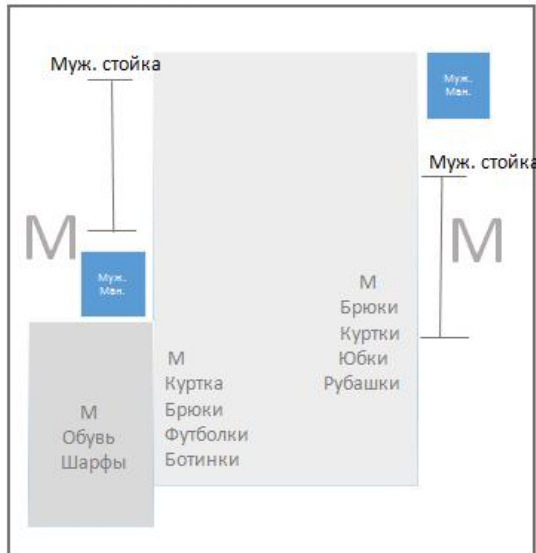 Муж. стойка
Муж.
Ман.
Муж. стойка
М
М
Муж.
Ман.
М
Брюки
Куртки
Юбки
Рубашки
М
Куртка
Брюки
Футболки
Ботинки
М
Обувь
Шарфы